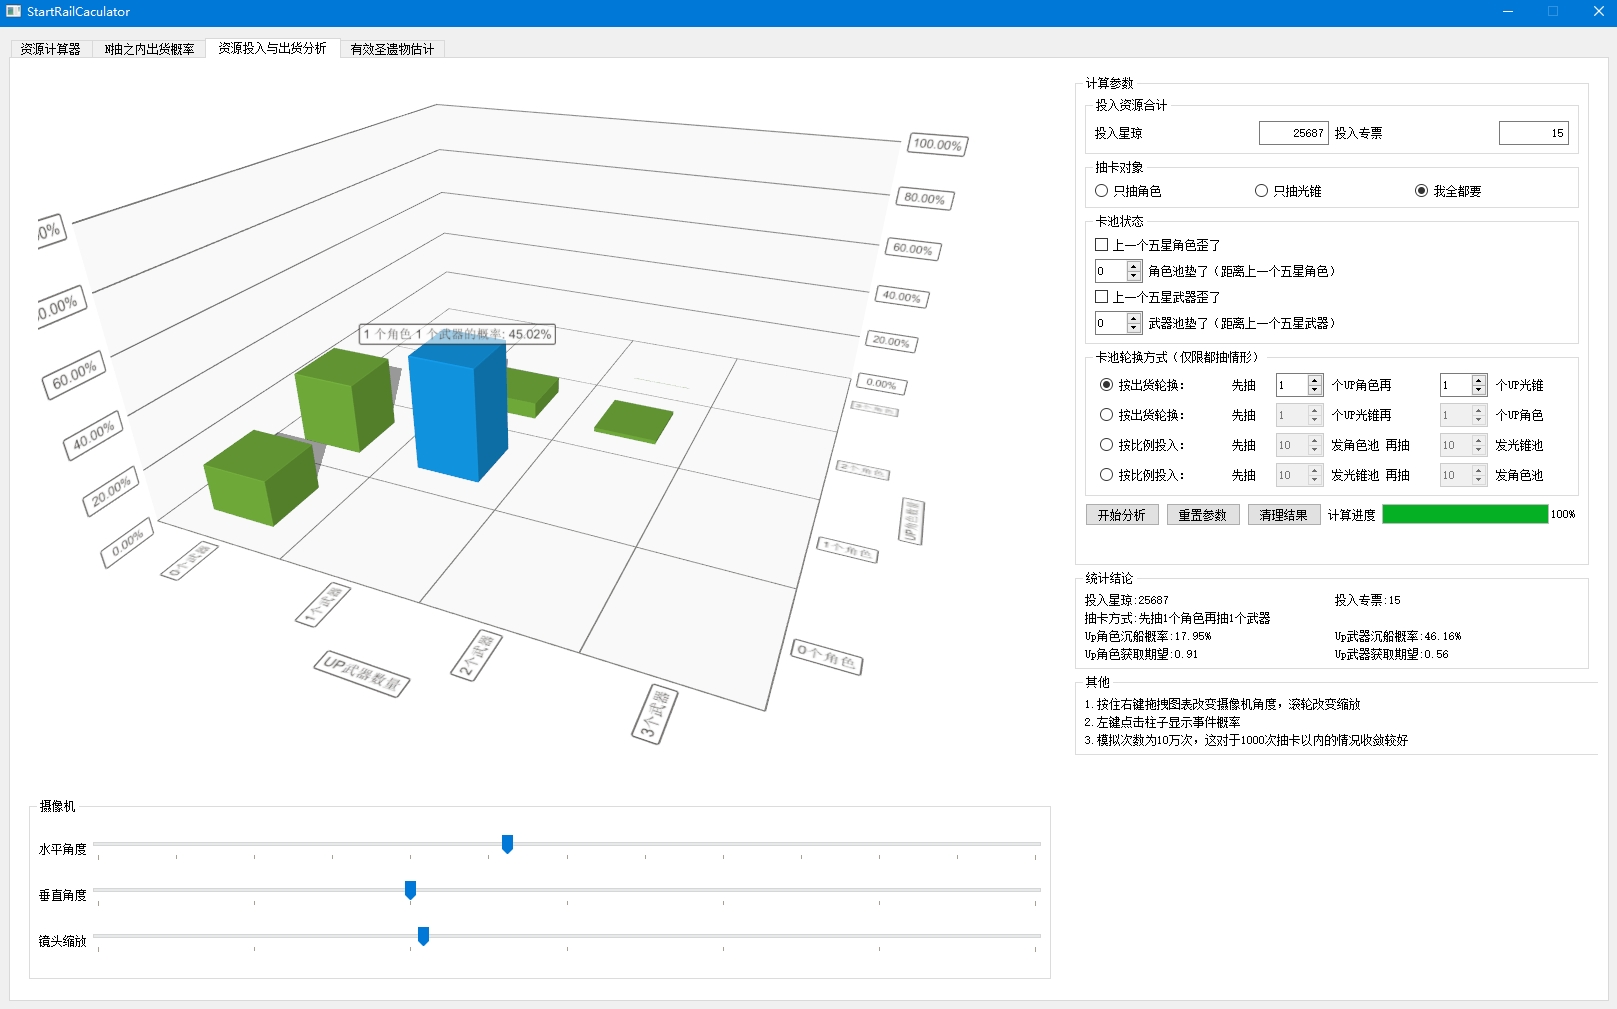 StartRailCaculator
资源计算器 N抽之内出货概率 资源投入与出货分析 有效圣遗物估计
100.00%
80.00%
60.00%
40.00%
20.00%
0.00%
60.00%
40.00%
20.00%
0.00%
1 个角色 1 个武器的概率: 45.02%
0个武器
1个武器
2个武器
3个武器
UP武器数量
0个角色
1个角色
2个角色
3个角色
UP角色数量
摄像机
水平角度
垂直角度
镜头缩放
计算参数
投入资源合计
投入星琼 25687 投入专票 15
抽卡对象
只抽角色 只抽光锥 我全都要
卡池状态
上一个五星角色歪了
0 角色池垫了（距离上一个五星角色）
上一个五星武器歪了
0 武器池垫了（距离上一个五星武器）
卡池轮换方式（仅限都抽情形）
按出货轮换： 先抽 1 个UP角色再 1 个UP光锥
按出货轮换： 先抽 1 个UP光锥再 1 个UP角色
按比例投入： 先抽 10 发角色池 再抽 10 发光锥池
按比例投入： 先抽 10 发光锥池 再抽 10 发角色池
开始分析 重置参数 清理结果 计算进度 100%
统计结论
投入星琼:25687 投入专票:15
抽卡方式:先抽1个角色再抽1个武器
Up角色沉船概率:17.95% Up武器沉船概率:46.16%
Up角色获取期望:0.91 Up武器获取期望:0.56
其他
1. 按住右键拖拽图表改变摄像机角度，滚轮改变缩放
2. 左键点击柱子显示事件概率
3. 模拟次数为10万次，这对于1000次抽卡以内的情况收敛较好